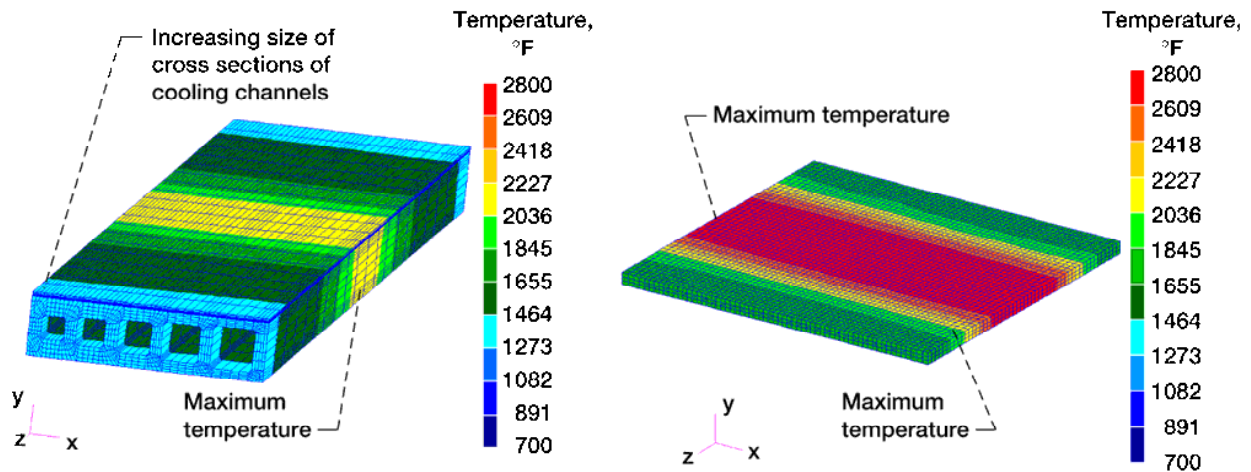 Increasing size of
cross sections of
cooling channels
Temperature,
°F
2800
2609
2418
2227
2036
1845
1655
1464
1273
1082
891
700
Maximum
temperature
y
z
x
Maximum temperature
Temperature,
°F
2800
2609
2418
2227
2036
1845
1655
1464
1273
1082
891
700
Maximum
temperature
y
z
x